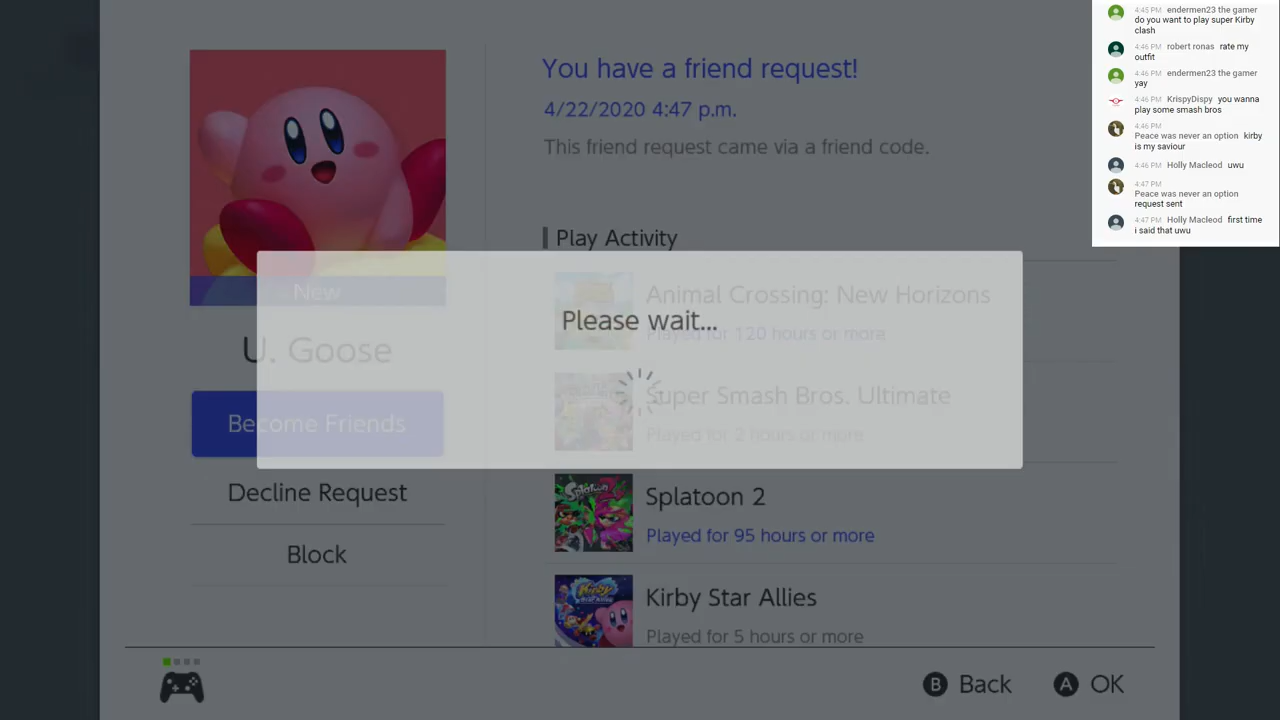 You have a friend request!
4/22/2020 4:47 p.m.
This friend request came via a friend code.
Play Activity
New
U. Goose
Become Friends
Decline Request
Block
Please wait...
Animal Crossing: New Horizons
Played for 120 hours or more
Super Smash Bros. Ultimate
Played for 2 hours or more
Splatoon 2
Played for 95 hours or more
Kirby Star Allies
Played for 5 hours or more
B Back
A OK
4:45 PM endermen23 the gamer
do you want to play super Kirby
clash
4:46 PM robert ronas rate my
outfit
4:46 PM endermen23 the gamer
yay
4:46 PM KrispyDispy you wanna
play some smash bros
4:46 PM
Peace was never an option kirby
is my saviour
4:46 PM Holly Macleod uwu
4:47 PM
Peace was never an option
request sent
4:47 PM Holly Macleod first time
i said that uwu